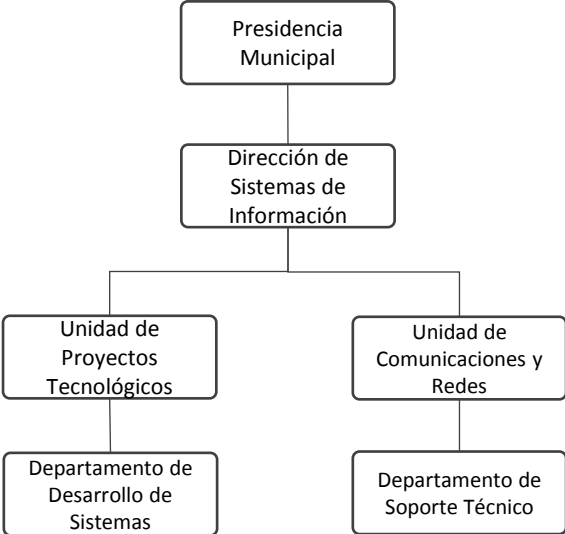 Presidencia
Municipal
Dirección de
Sistemas de
Información
Unidad de
Proyectos
Tecnológicos
Unidad de
Comunicaciones y
Redes
Departamento de
Desarrollo de
Sistemas
Departamento de
Soporte Técnico